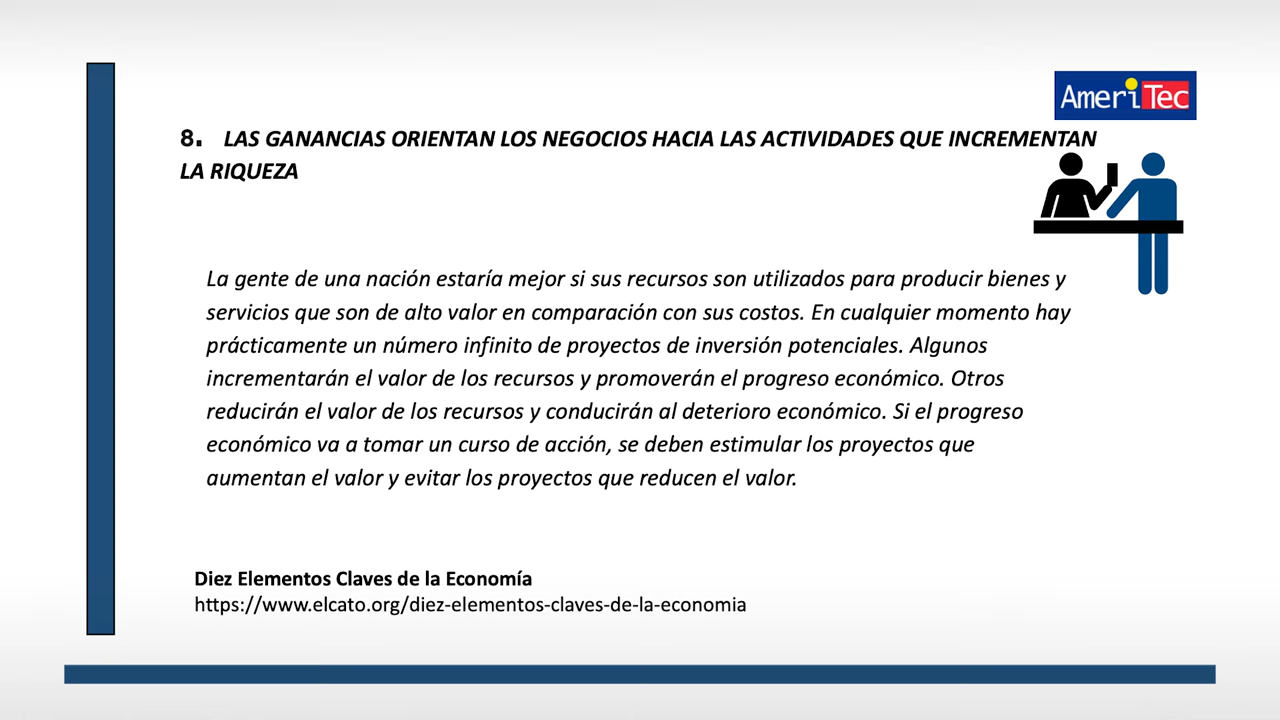 AmeriTec
8. LAS GANANCIAS ORIENTAN LOS NEGOCIOS HACIA LAS ACTIVIDADES QUE INCREMENTAN
LA RIQUEZA
La gente de una nación estaría mejor si sus recursos son utilizados para producir bienes y
servicios que son de alto valor en comparación con sus costos. En cualquier momento hay
prácticamente un número infinito de proyectos de inversión potenciales. Algunos
incrementarán el valor de los recursos y promoverán el progreso económico. Otros
reducirán el valor de los recursos y conducirán al deterioro económico. Si el progreso
económico va a tomar un curso de acción, se deben estimular los proyectos que
aumentan el valor y evitar los proyectos que reducen el valor.
Diez Elementos Claves de la Economía
https://www.elcato.org/diez-elementos-claves-de-la-economia